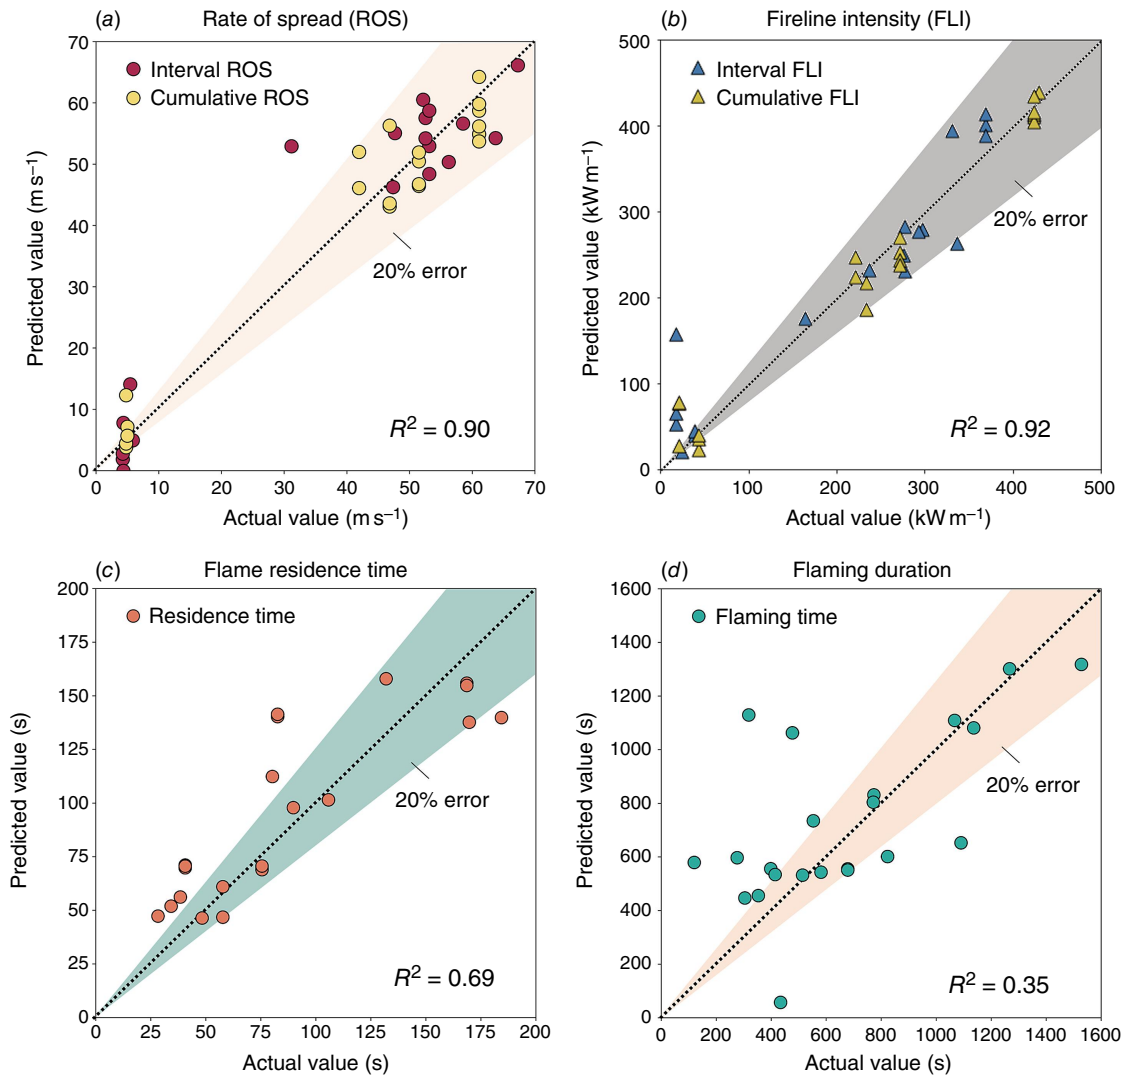 (a) Rate of spread (ROS)
70
60
50
40
30
20
10
0
Predicted value (m s⁻¹)
Interval ROS
Cumulative ROS
20% error
R² = 0.90
0 10 20 30 40 50 60 70
Actual value (m s⁻¹)
(b) Fireline intensity (FLI)
500
400
300
200
100
0
Predicted value (kW m⁻¹)
Interval FLI
Cumulative FLI
20% error
R² = 0.92
0 100 200 300 400 500
Actual value (kW m⁻¹)
(c) Flame residence time
200
175
150
125
100
75
50
25
0
Predicted value (s)
Residence time
20% error
R² = 0.69
0 25 50 75 100 125 150 175 200
Actual value (s)
(d) Flaming duration
1600
1400
1200
1000
800
600
400
200
0
Predicted value (s)
Flaming time
20% error
R² = 0.35
0 200 400 600 800 1000 1200 1400 1600
Actual value (s)